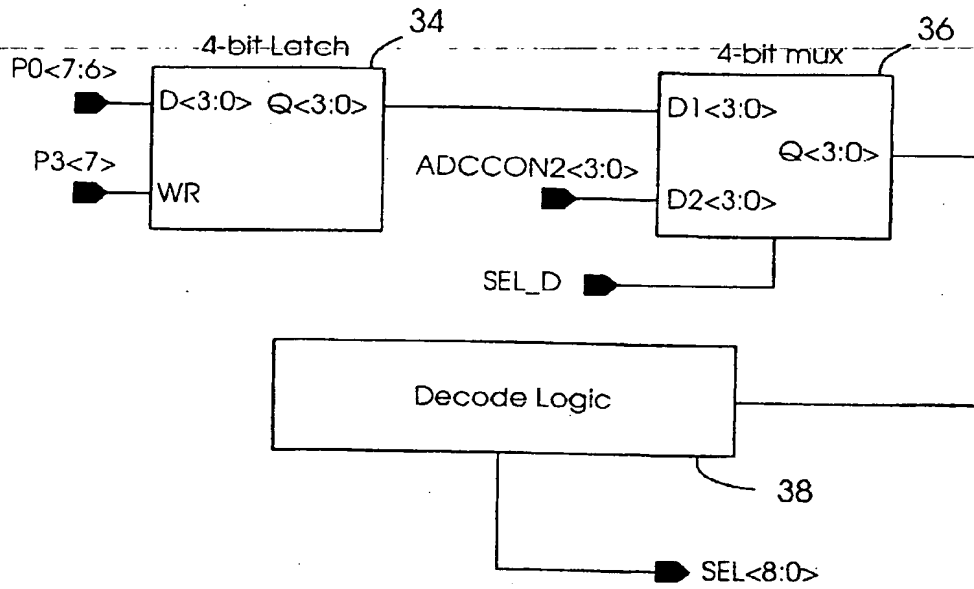 34
4-bit Latch
P0<7:6>
D<3:0> Q<3:0>
P3<7>
WR
36
4-bit mux
D1<3:0>
Q<3:0>
ADCCON2<3:0>
D2<3:0>
SEL_D
Decode Logic
38
SEL<8:0>